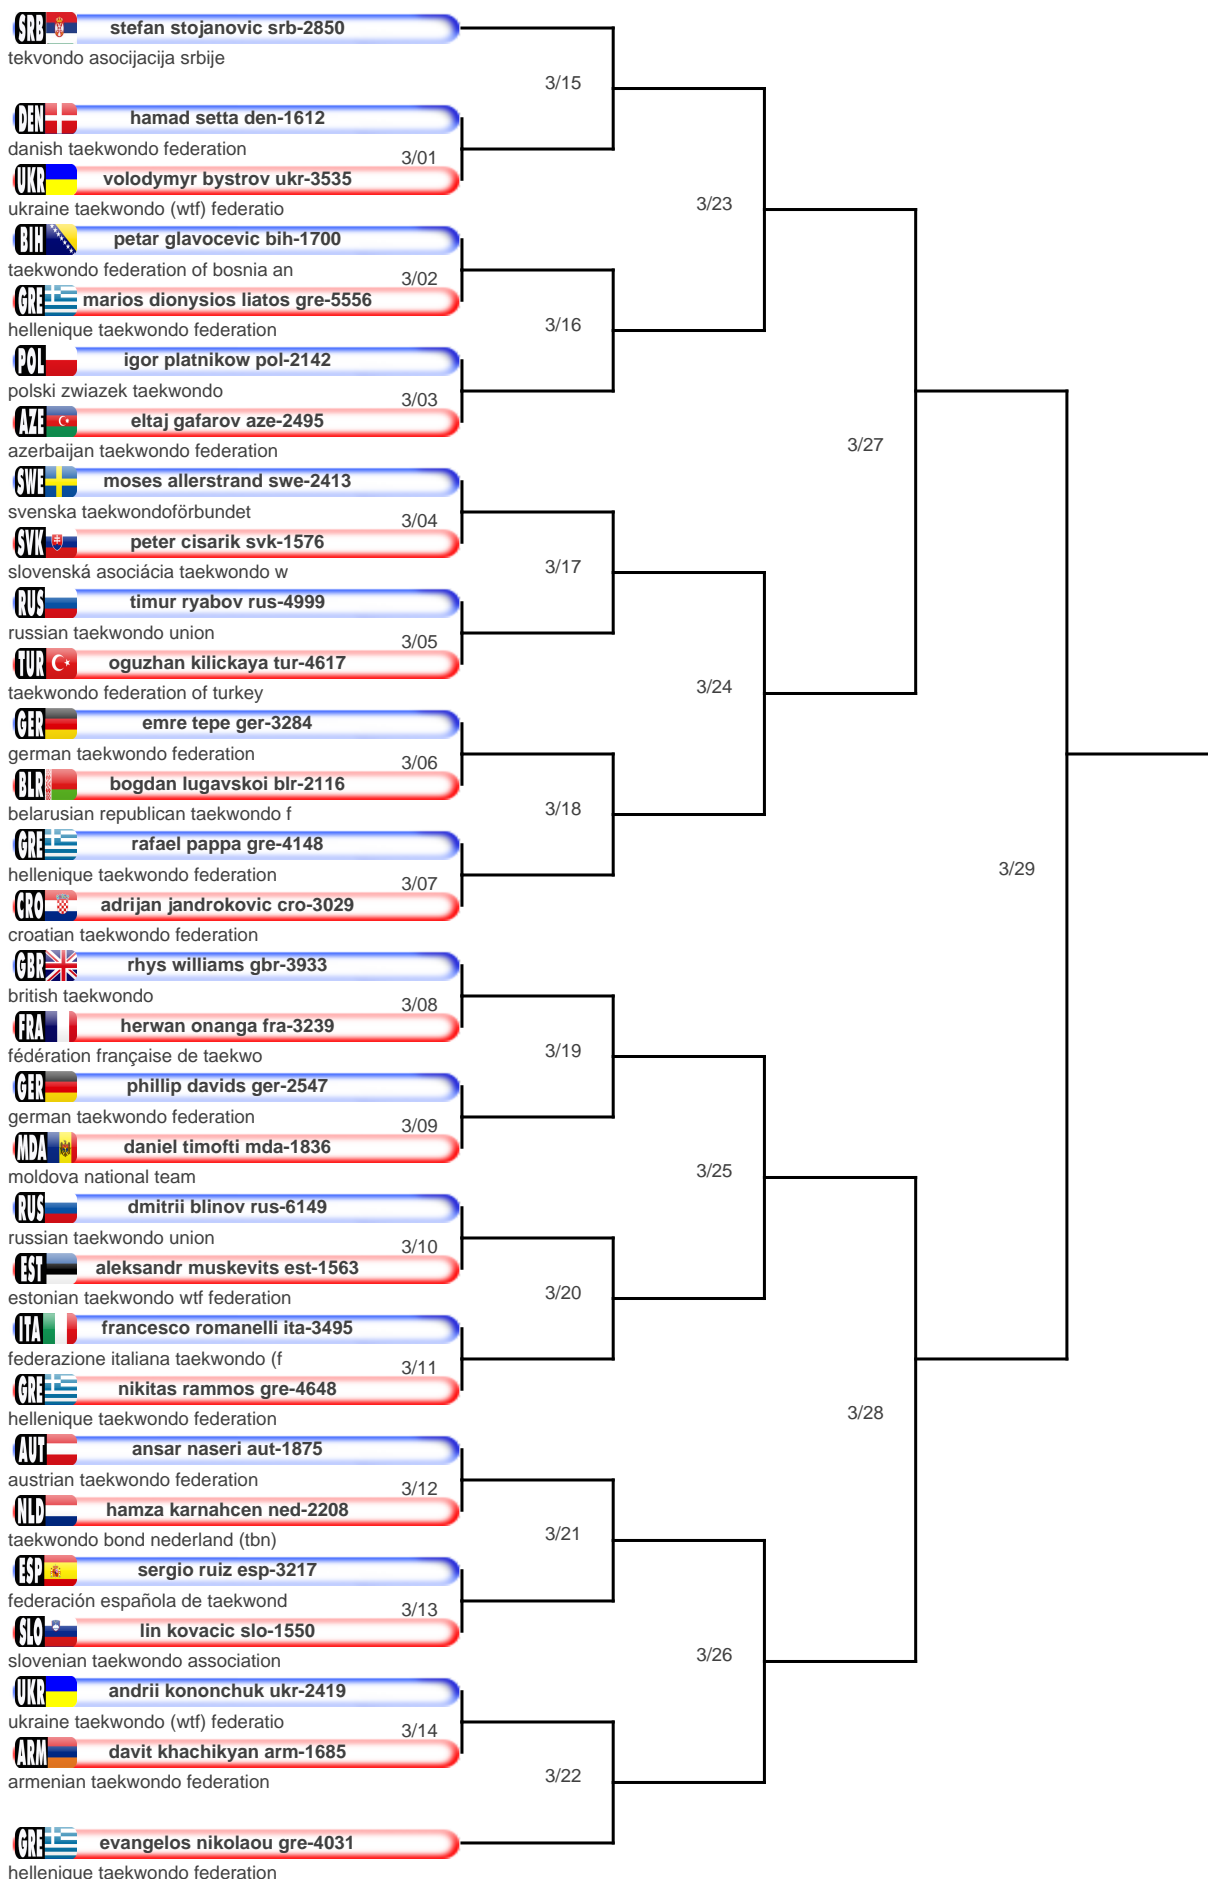 SRB stefan stojanovic srb-2850
tekvondo asocijacija srbije
3/15
DEN hamad setta den-1612
danish taekwondo federation
3/01
UKR volodymyr bystrov ukr-3535
ukraine taekwondo (wtf) federatio
3/23
BIH petar glavocevic bih-1700
taekwondo federation of bosnia an
3/02
GRE marios dionysios liatos gre-5556
hellenique taekwondo federation
3/16
POL igor platnikow pol-2142
polski zwiazek taekwondo
3/03
AZE eltaj gafarov aze-2495
azerbaijan taekwondo federation
3/27
SWE moses allerstrand swe-2413
svenska taekwondoförbundet
3/04
SVK peter cisarik svk-1576
slovenská asociácia taekwondo w
3/17
RUS timur ryabov rus-4999
russian taekwondo union
3/05
TUR oguzhan kilickaya tur-4617
taekwondo federation of turkey
3/24
GER emre tepe ger-3284
german taekwondo federation
3/06
BLR bogdan lugavskoi blr-2116
belarusian republican taekwondo f
3/18
GRE rafael pappa gre-4148
hellenique taekwondo federation
3/29
3/07
CRO adrijan jandrokovic cro-3029
croatian taekwondo federation
GBR rhys williams gbr-3933
british taekwondo
3/08
FRA herwan onanga fra-3239
fédération française de taekwo
3/19
GER phillip davids ger-2547
german taekwondo federation
3/09
MDA daniel timofti mda-1836
moldova national team
3/25
RUS dmitrii blinov rus-6149
russian taekwondo union
3/10
EST aleksandr muskevits est-1563
estonian taekwondo wtf federation
3/20
ITA francesco romanelli ita-3495
federazione italiana taekwondo (f
3/11
GRE nikitas rammos gre-4648
hellenique taekwondo federation
3/28
AUT ansar naseri aut-1875
austrian taekwondo federation
3/12
NLD hamza karnahcen ned-2208
taekwondo bond nederland (tbn)
3/21
ESP sergio ruiz esp-3217
federación española de taekwond
3/13
SLO lin kovacic slo-1550
slovenian taekwondo association
3/26
UKR andrii kononchuk ukr-2419
ukraine taekwondo (wtf) federatio
3/14
ARM davit khachikyan arm-1685
armenian taekwondo federation
3/22
GRE evangelos nikolaou gre-4031
hellenique taekwondo federation